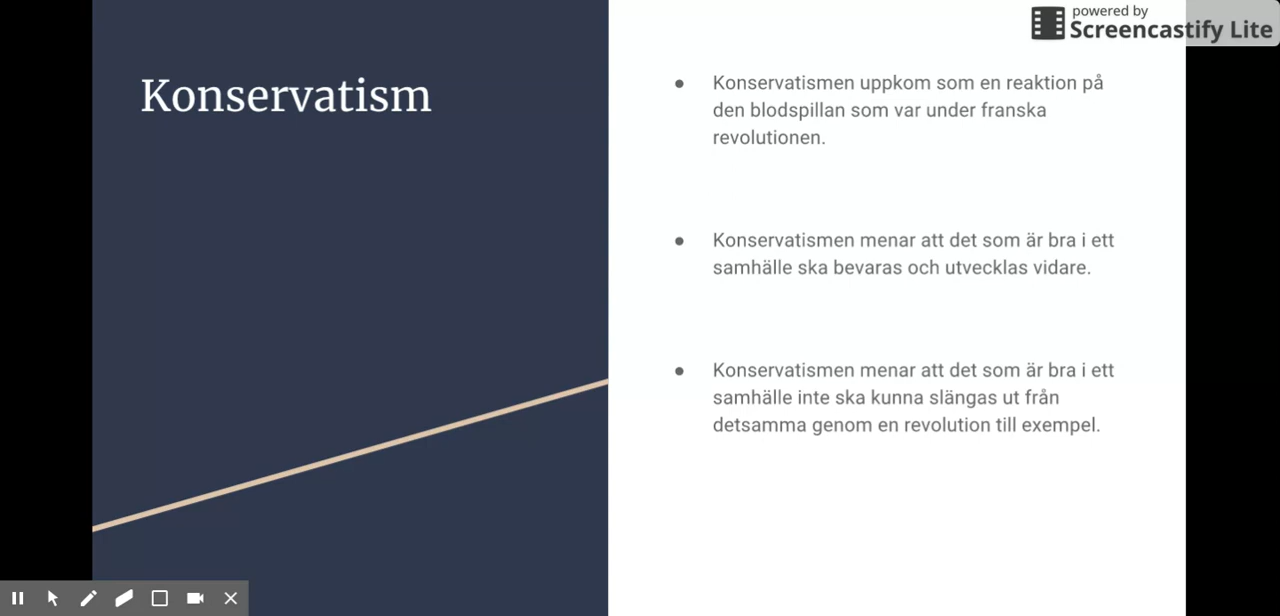 powered by
Screencastify Lite
Konservatism
● Konservatismen uppkom som en reaktion på
den blodspillan som var under franska
revolutionen.
● Konservatismen menar att det som är bra i ett
samhälle ska bevaras och utvecklas vidare.
● Konservatismen menar att det som är bra i ett
samhälle inte ska kunna slängas ut från
detsamma genom en revolution till exempel.